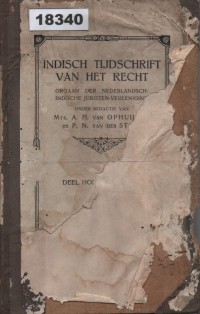 18340
INDISCH TIJDSCHRIFT
VAN HET RECHT
ORGAAN DER NEDERLANDSCH-
INDISCHE JURISTEN-VEREENIGING
ONDER REDACTIE VAN
MRS. A. H. VAN OPHUIJ
EN P. N. VAN DER ST
DEEL